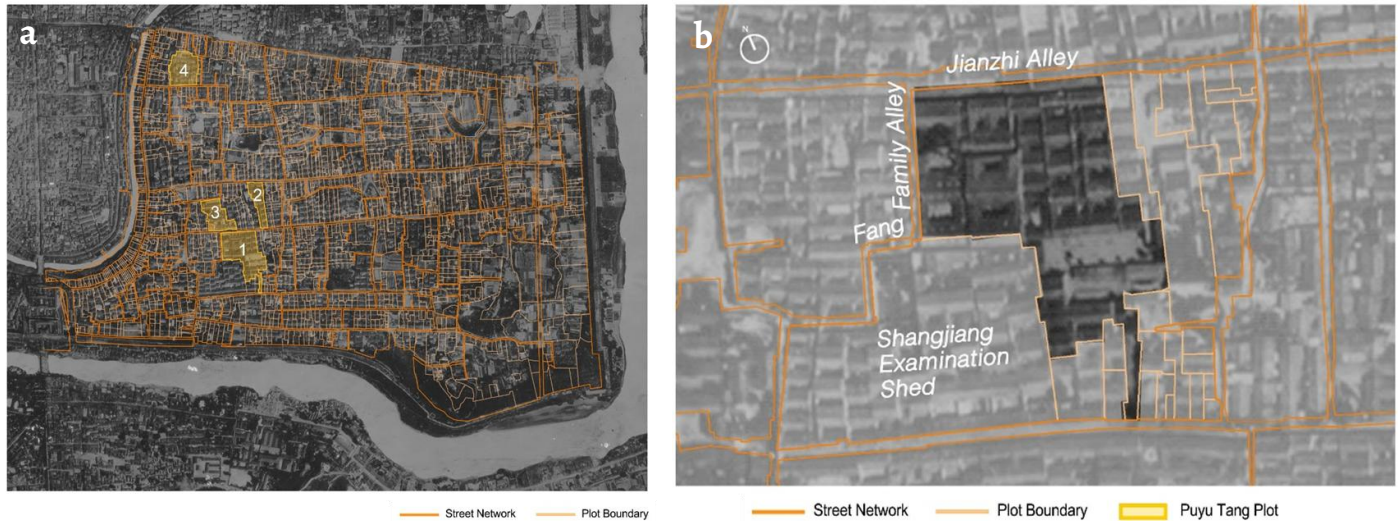 a
4
2
3
1
Street Network
Plot Boundary
b
N
Jianzhi Alley
Fang Family Alley
Shangjiang
Examination
Shed
Street Network
Plot Boundary
Puyu Tang Plot